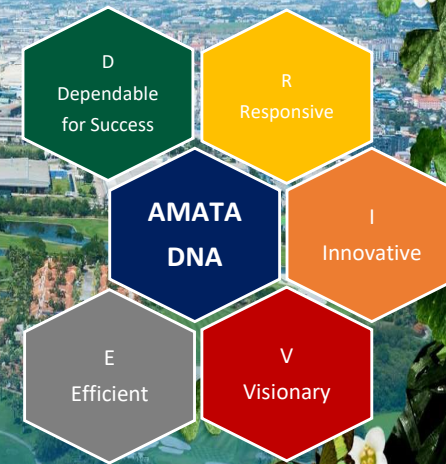 D
Dependable
for Success
R
Responsive
AMATA
DNA
I
Innovative
E
Efficient
V
Visionary